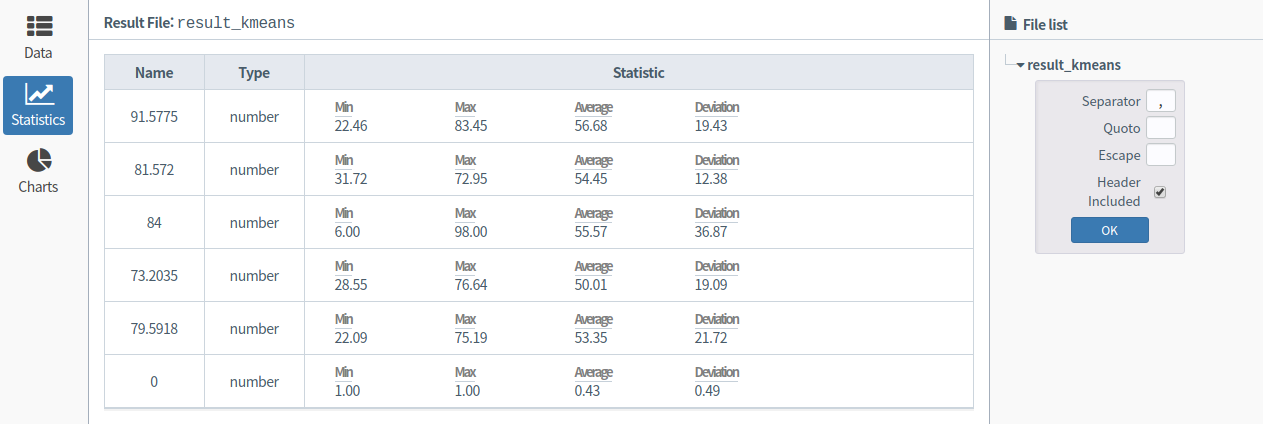 Data
Statistics
Charts
Result File: result_kmeans
Name Type Statistic
91.5775 number Min Max Average Deviation
22.46 83.45 56.68 19.43
81.572 number Min Max Average Deviation
31.72 72.95 54.45 12.38
84 number Min Max Average Deviation
6.00 98.00 55.57 36.87
73.2035 number Min Max Average Deviation
28.55 76.64 50.01 19.09
79.5918 number Min Max Average Deviation
22.09 75.19 53.35 21.72
0 number Min Max Average Deviation
1.00 1.00 0.43 0.49
File list
result_kmeans
Separator ,
Quoto
Escape
Header
Included
OK